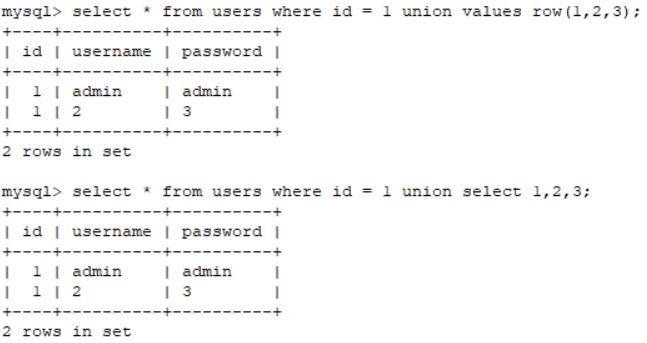 mysql> select * from users where id = 1 union values row(1,2,3);
+----+----------+----------+
| id | username | password |
+----+----------+----------+
|  1 | admin    | admin    |
|  1 | 2        | 3        |
+----+----------+----------+
2 rows in set

mysql> select * from users where id = 1 union select 1,2,3;
+----+----------+----------+
| id | username | password |
+----+----------+----------+
|  1 | admin    | admin    |
|  1 | 2        | 3        |
+----+----------+----------+
2 rows in set